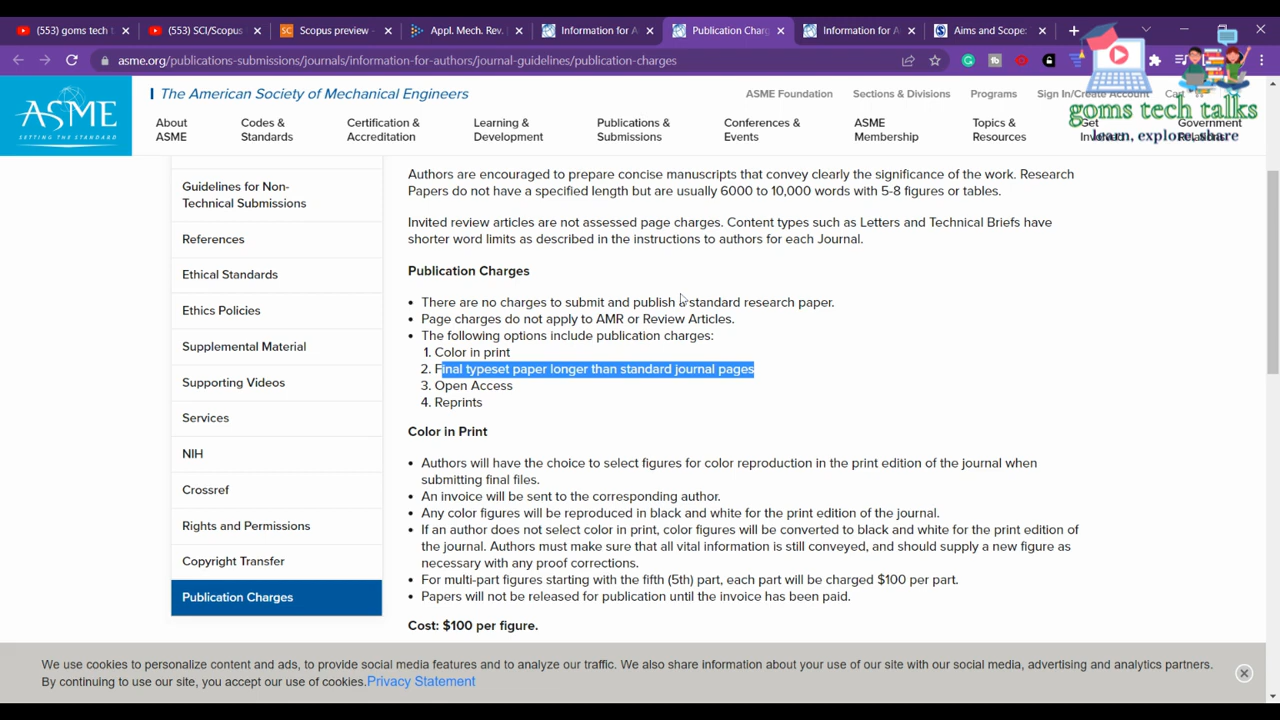 (553) goms tech t
(553) SCI/Scopus
Scopus preview -
Appl. Mech. Rev. |
Information for A
Publication Charg
Information for A
Aims and Scope:
asme.org/publications-submissions/journals/information-for-authors/journal-guidelines/publication-charges
goms tech talks
learn, explore, share
ASME
SETTING THE STANDARD
The American Society of Mechanical Engineers
ASME Foundation
Sections & Divisions
Programs
Sign In/Create Account
Cart
About
ASME
Codes &
Standards
Certification &
Accreditation
Learning &
Development
Publications &
Submissions
Conferences &
Events
ASME
Membership
Topics &
Resources
Get
Involved
Government
Relations
Guidelines for Non-
Technical Submissions
References
Ethical Standards
Ethics Policies
Supplemental Material
Supporting Videos
Services
NIH
Crossref
Rights and Permissions
Copyright Transfer
Publication Charges
Authors are encouraged to prepare concise manuscripts that convey clearly the significance of the work. Research
Papers do not have a specified length but are usually 6000 to 10,000 words with 5-8 figures or tables.
Invited review articles are not assessed page charges. Content types such as Letters and Technical Briefs have
shorter word limits as described in the instructions to authors for each Journal.
Publication Charges
• There are no charges to submit and publish a standard research paper.
• Page charges do not apply to AMR or Review Articles.
• The following options include publication charges:
1. Color in print
2. Final typeset paper longer than standard journal pages
3. Open Access
4. Reprints
Color in Print
• Authors will have the choice to select figures for color reproduction in the print edition of the journal when
submitting final files.
• An invoice will be sent to the corresponding author.
• Any color figures will be reproduced in black and white for the print edition of the journal.
• If an author does not select color in print, color figures will be converted to black and white for the print edition of
the journal. Authors must make sure that all vital information is still conveyed, and should supply a new figure as
necessary with any proof corrections.
• For multi-part figures starting with the fifth (5th) part, each part will be charged $100 per part.
• Papers will not be released for publication until the invoice has been paid.
Cost: $100 per figure.
We use cookies to personalize content and ads, to provide social media features and to analyze our traffic. We also share information about your use of our site with our social media, advertising and analytics partners.
By continuing to use our site, you accept our use of cookies.Privacy Statement